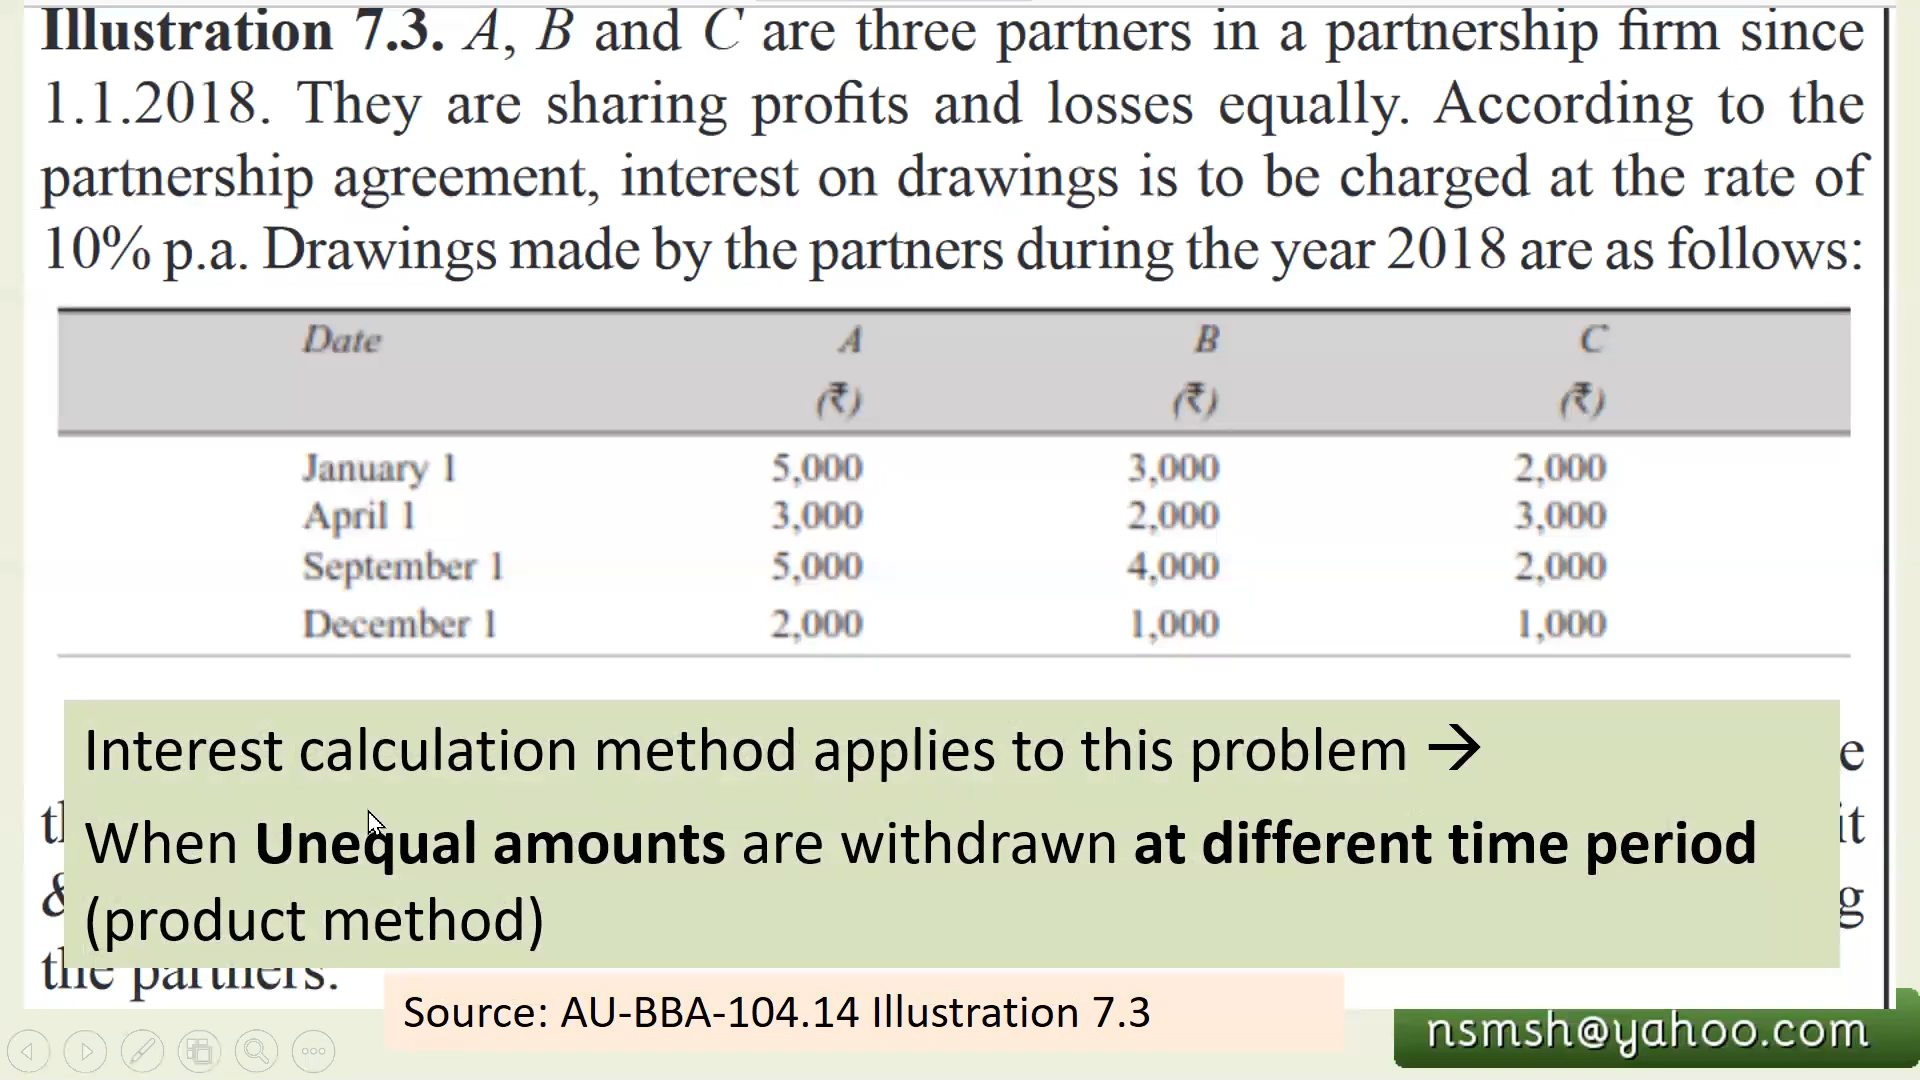 Illustration 7.3. A, B and C are three partners in a partnership firm since
1.1.2018. They are sharing profits and losses equally. According to the
partnership agreement, interest on drawings is to be charged at the rate of
10% p.a. Drawings made by the partners during the year 2018 are as follows:
Date A B C
(₹) (₹) (₹)
January 1 5,000 3,000 2,000
April 1 3,000 2,000 3,000
September 1 5,000 4,000 2,000
December 1 2,000 1,000 1,000
Interest calculation method applies to this problem →
When Unequal amounts are withdrawn at different time period
(product method)
the partners.
Source: AU-BBA-104.14 Illustration 7.3
nsmsh@yahoo.com